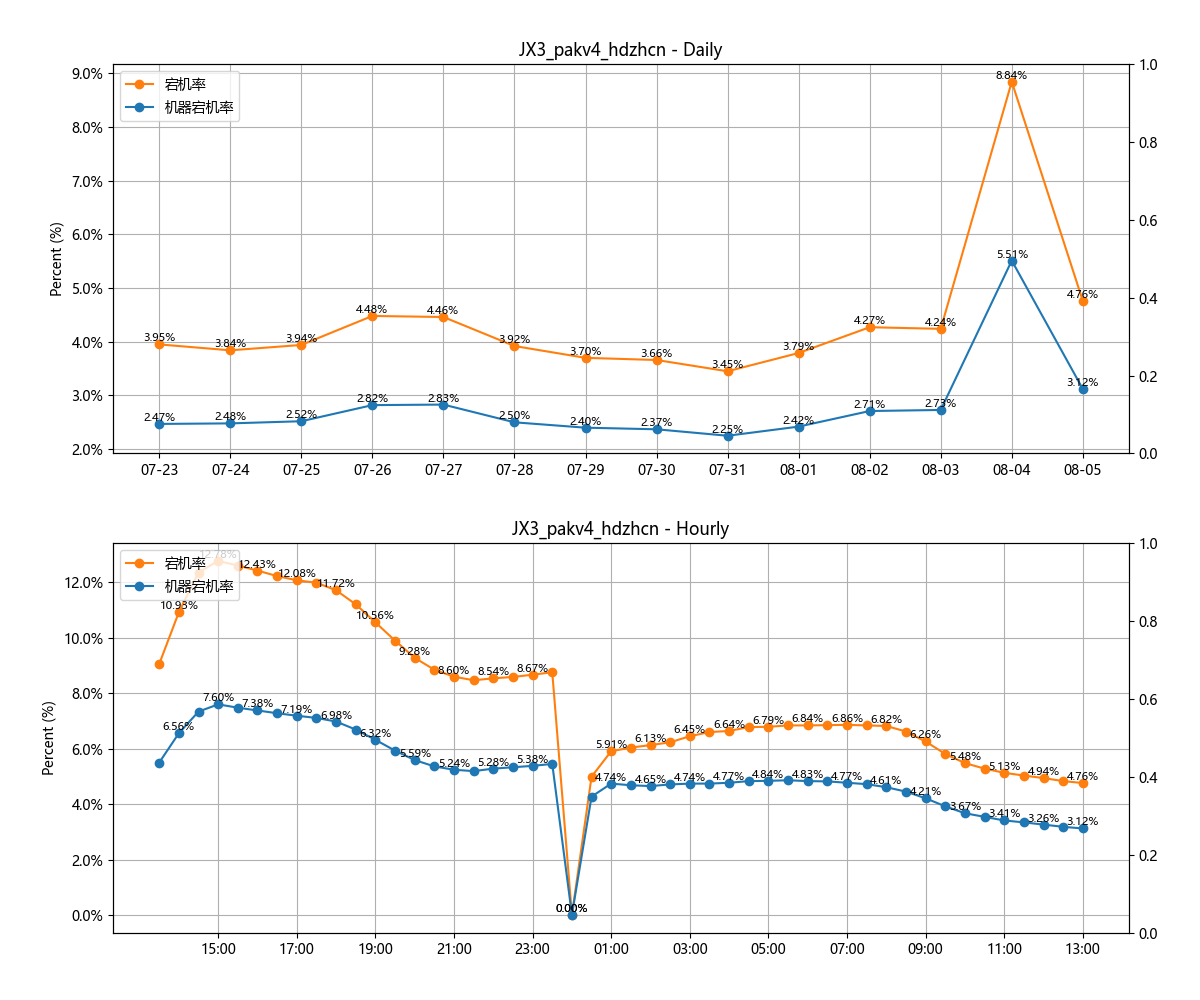 JX3_pakv4_hdzhcn - Daily
宕机率
机器宕机率
Percent (%)
9.0%
8.0%
7.0%
6.0%
5.0%
4.0%
3.0%
2.0%
1.0
0.8
0.6
0.4
0.2
0.0
3.95% 3.84% 3.94% 4.48% 4.46% 3.92% 3.70% 3.66% 3.45% 3.79% 4.27% 4.24% 8.84% 4.76%
2.47% 2.48% 2.52% 2.82% 2.83% 2.50% 2.40% 2.37% 2.25% 2.42% 2.71% 2.73% 5.51% 3.12%
07-23 07-24 07-25 07-26 07-27 07-28 07-29 07-30 07-31 08-01 08-02 08-03 08-04 08-05
JX3_pakv4_hdzhcn - Hourly
宕机率
机器宕机率
Percent (%)
12.0%
10.0%
8.0%
6.0%
4.0%
2.0%
0.0%
1.0
0.8
0.6
0.4
0.2
0.0
10.93% 12.78% 12.43% 12.08% 11.72% 10.56% 9.28% 8.60% 8.54% 8.67% 0.00% 5.91% 6.13% 6.45% 6.64% 6.79% 6.84% 6.86% 6.82% 6.26% 5.48% 5.13% 4.94% 4.76%
6.56% 7.60% 7.38% 7.19% 6.98% 6.32% 5.59% 5.24% 5.28% 5.38% 0.00% 4.74% 4.65% 4.74% 4.77% 4.84% 4.83% 4.77% 4.61% 4.21% 3.67% 3.41% 3.26% 3.12%
15:00 17:00 19:00 21:00 23:00 01:00 03:00 05:00 07:00 09:00 11:00 13:00